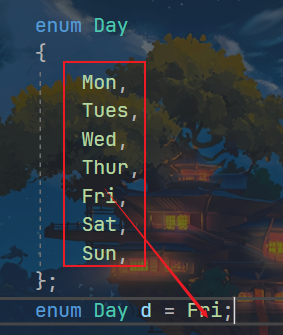 enum Day
{
Mon,
Tues,
Wed,
Thur,
Fri,
Sat,
Sun,
};
enum Day d = Fri;